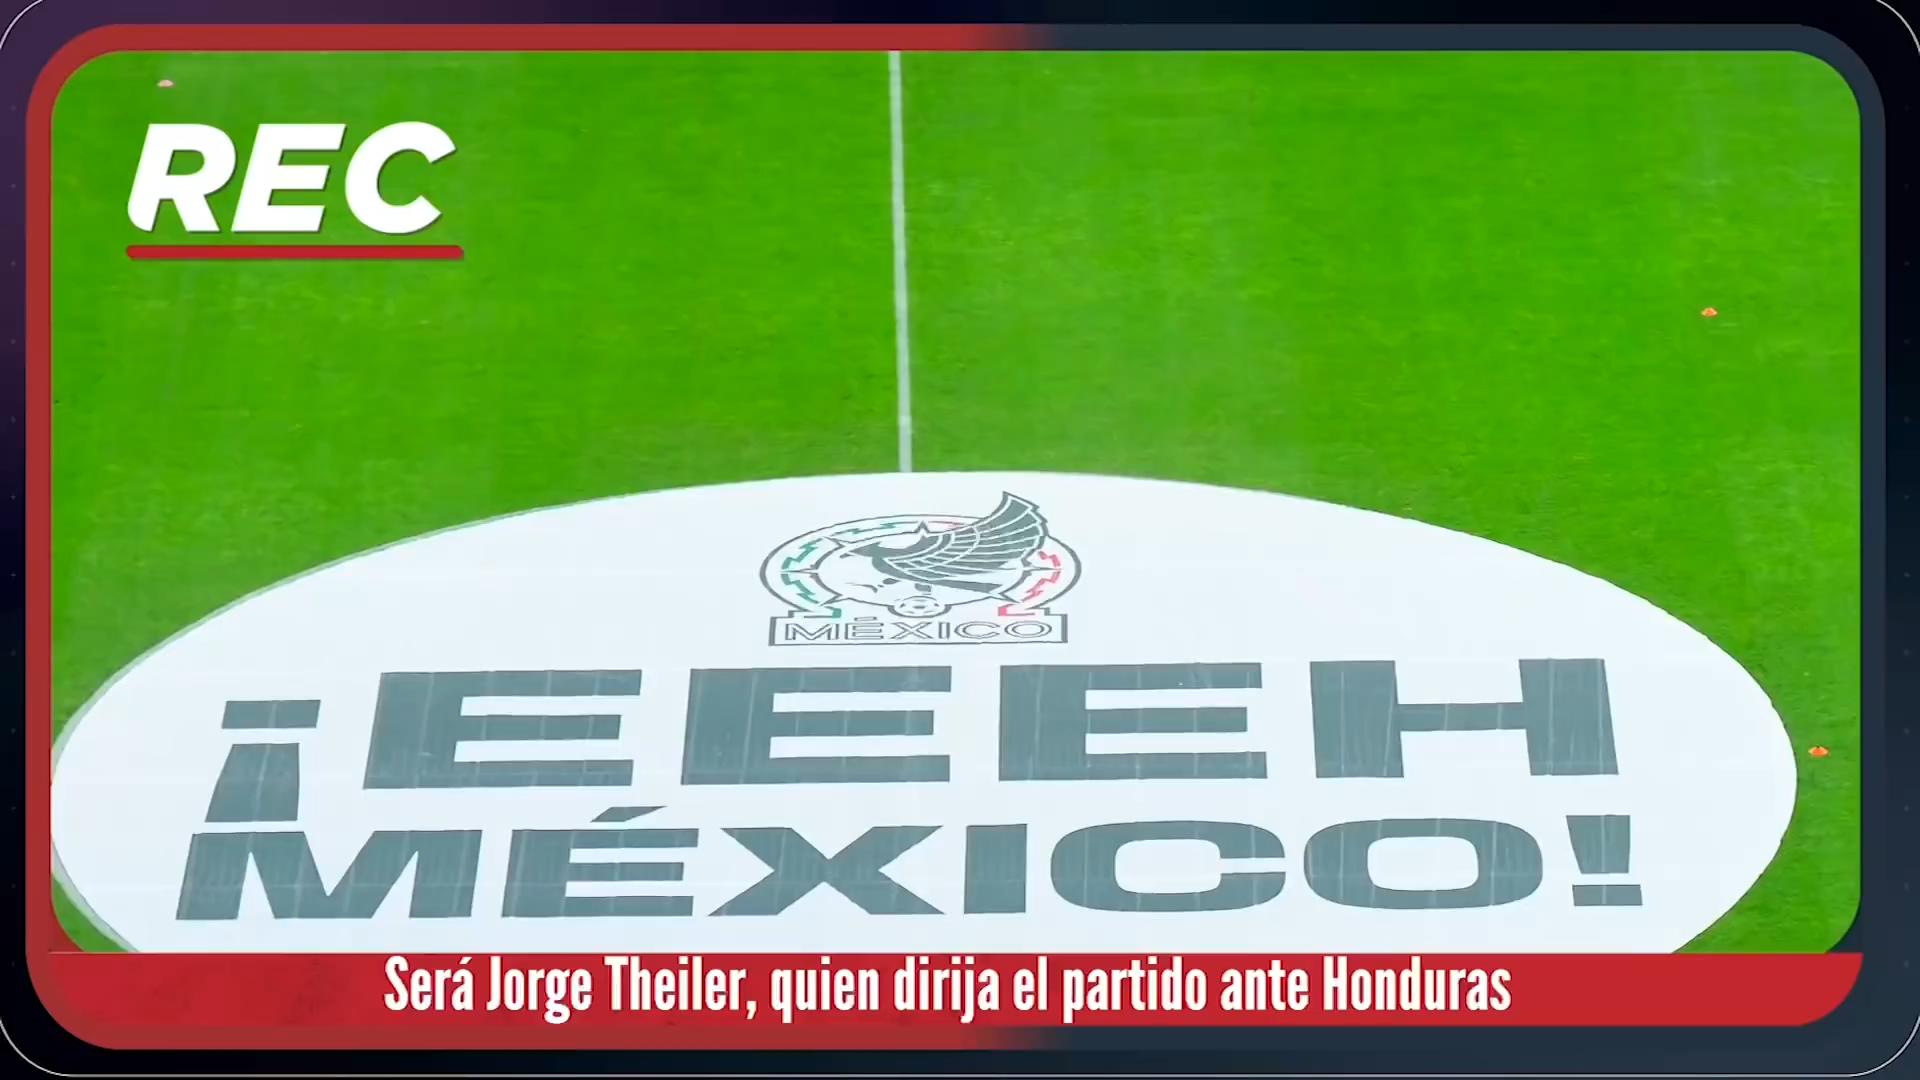 REC
MÉXICO
¡EEEH
MÉXICO!
Será Jorge Theiler, quien dirija el partido ante Honduras